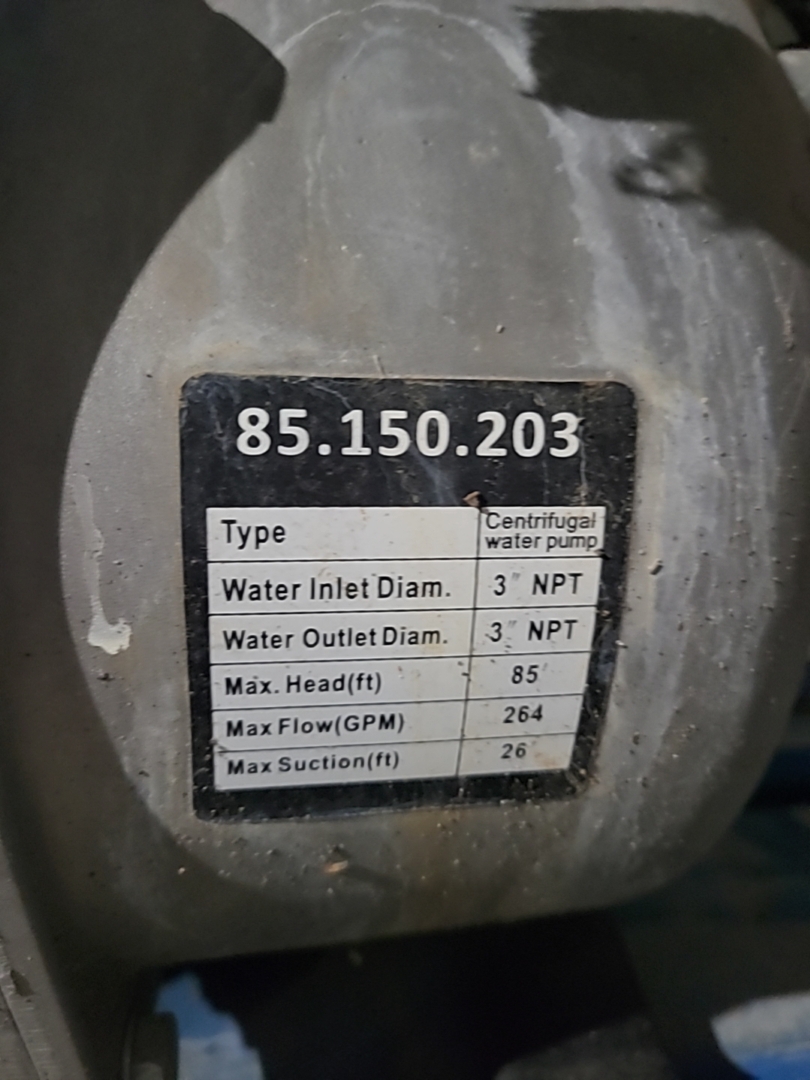 85.150.203
Type Centrifugal water pump
Water Inlet Diam. 3" NPT
Water Outlet Diam. 3" NPT
Max. Head(ft) 85'
Max Flow(GPM) 264
Max Suction(ft) 26'